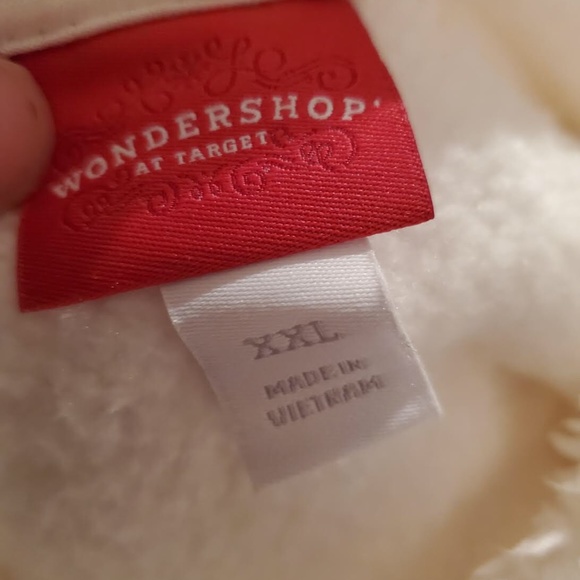 WONDERSHOP
AT TARGET
XXL
MADE IN
VIETNAM